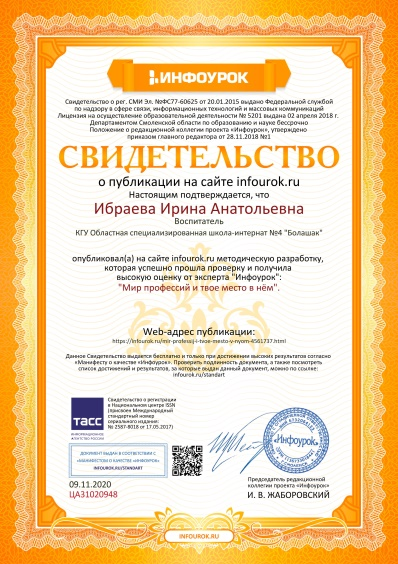 ИНФОУРОК
Свидетельство о рег. СМИ Эл. №ФС77-60625 от 20.01.2015 выдано Федеральной службой
по надзору в сфере связи, информационных технологий и массовых коммуникаций
Лицензия на осуществление образовательной деятельности № 5201 выдана 02 апреля 2018 г.
Департаментом Смоленской области по образованию и науке бессрочно
Положение о редакционной коллегии проекта «Инфоурок», утверждено
приказом главного редактора от 28.11.2018 №1
СВИДЕТЕЛЬСТВО
о публикации на сайте infourok.ru
Настоящим подтверждается, что
Ибраева Ирина Анатольевна
Воспитатель
КГУ Областная специализированная школа-интернат №4 "Болашак"
опубликовал(а) на сайте infourok.ru методическую разработку,
которая успешно прошла проверку и получила
высокую оценку от эксперта "Инфоурок":
"Мир профессий и твое место в нём".
Web-адрес публикации:
https://infourok.ru/mir-professij-i-tvoe-mesto-v-nyom-4561737.html
Данное Свидетельство выдается бесплатно и только при достижении высоких результатов согласно
«Манифесту о качестве «Инфоурок». Проверить подлинность документа, а также посмотреть
список достижений и результатов, за которые выдан данный документ, можно по ссылке:
infourok.ru/standart
ТАСС
ИНФОРМАЦИОННОЕ
АГЕНТСТВО РОССИИ
Свидетельство о регистрации
в Национальном центре ISSN
(присвоен Международный
стандартный номер
сериального издания:
№ 2587-8018 от 17.05.2017)
ДОКУМЕНТ ВЫДАН В СООТВЕТСТВИИ С
«МАНИФЕСТОМ О КАЧЕСТВЕ «ИНФОУРОК»
INFOUROK.RU/STANDART
09.11.2020
ЦА31020948
«Инфоурок»
Председатель редакционной
коллегии проекта «Инфоурок»
И. В. ЖАБОРОВСКИЙ
INFOUROK.RU